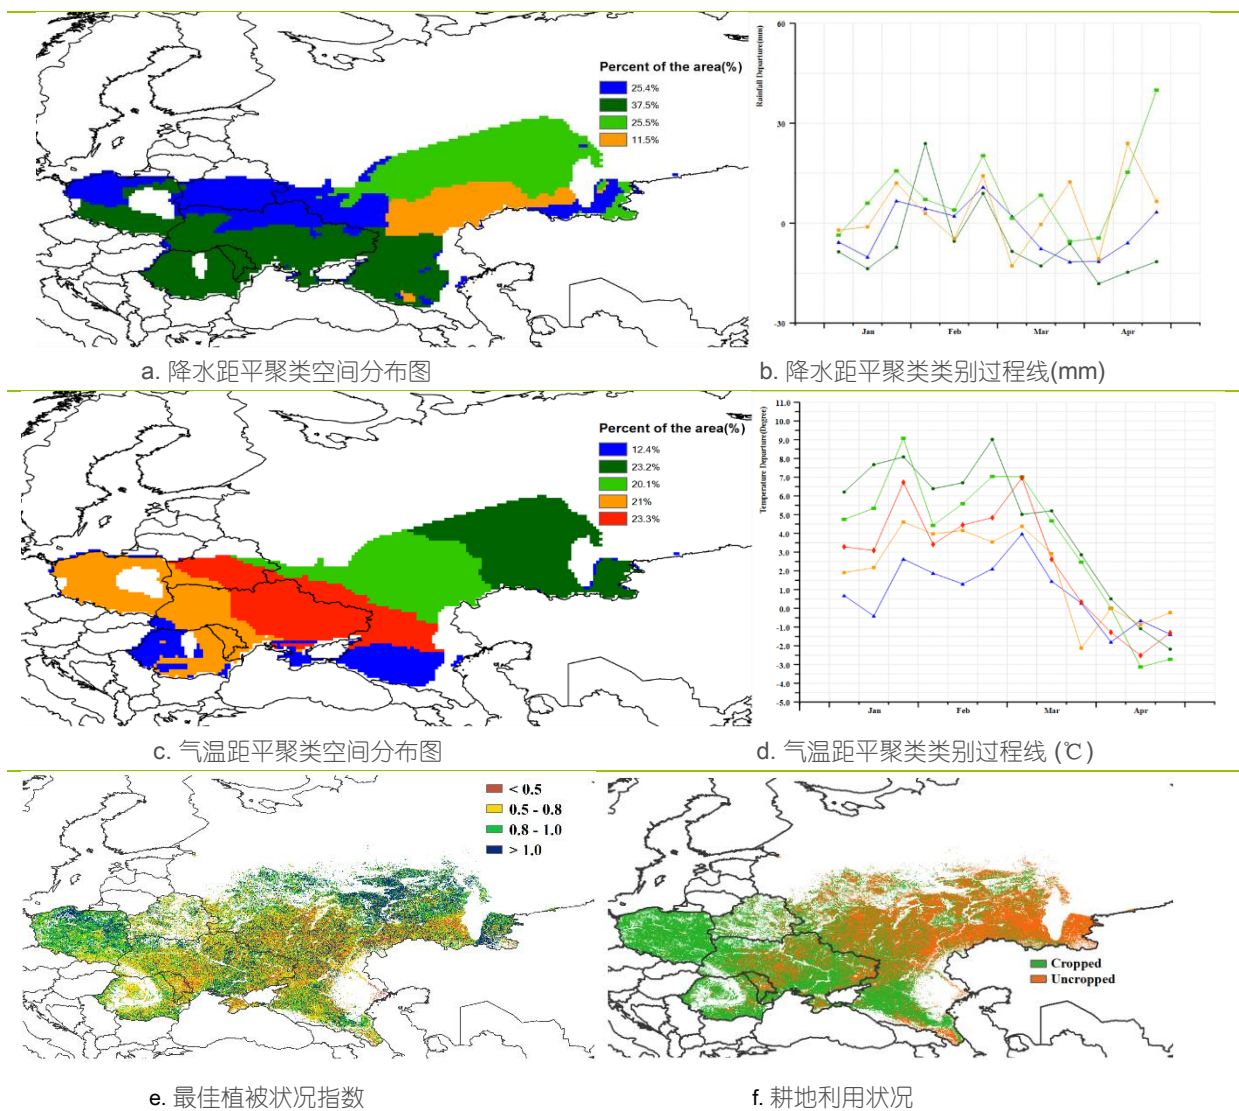 Percent of the area(%)
25.4%
37.5%
25.5%
11.5%
60
30
0
-30
Rainfall Departure(mm)
Jan
Feb
Mar
Apr
a. 降水距平聚类空间分布图
b. 降水距平聚类类别过程线(mm)
Percent of the area(%)
12.4%
23.2%
20.1%
21%
23.3%
11.0
10.0
9.0
8.0
7.0
6.0
5.0
4.0
3.0
2.0
1.0
0.0
-1.0
-2.0
-3.0
-4.0
-5.0
Temperature Departure(Degree)
Jan
Feb
Mar
Apr
c. 气温距平聚类空间分布图
d. 气温距平聚类类别过程线 (℃)
< 0.5
0.5 - 0.8
0.8 - 1.0
> 1.0
Cropped
Uncropped
e. 最佳植被状况指数
f. 耕地利用状况